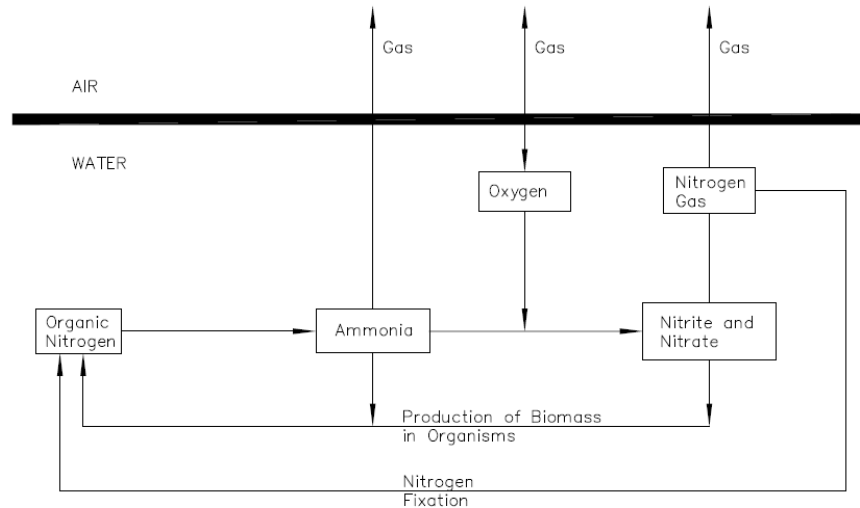 Gas
Gas
Gas
AIR
WATER
Oxygen
Nitrogen
Gas
Organic
Nitrogen
Ammonia
Nitrite and
Nitrate
Production of Biomass
in Organisms
Nitrogen
Fixation